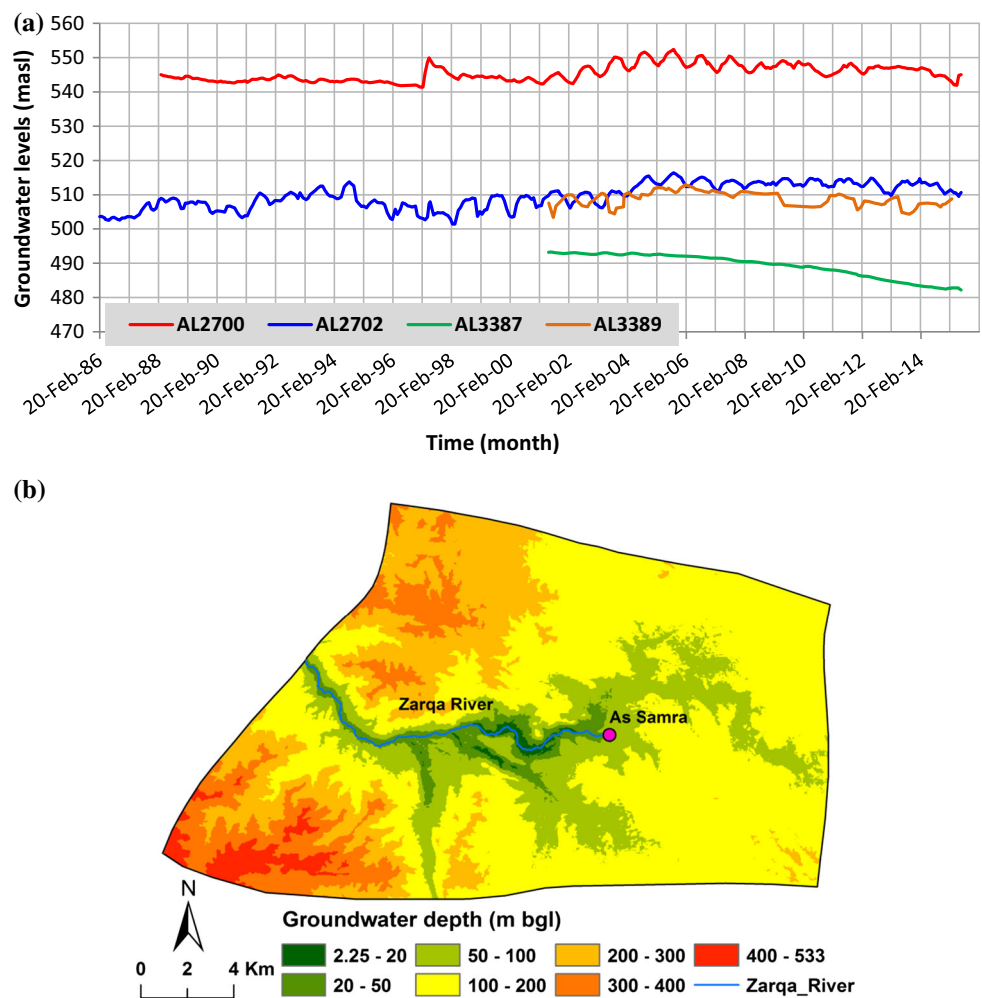 (a)
Groundwater levels (masl)
560
550
540
530
520
510
500
490
480
470
AL2700 AL2702 AL3387 AL3389
20-Feb-86 20-Feb-88 20-Feb-90 20-Feb-92 20-Feb-94 20-Feb-96 20-Feb-98 20-Feb-00 20-Feb-02 20-Feb-04 20-Feb-06 20-Feb-08 20-Feb-10 20-Feb-12 20-Feb-14
Time (month)
(b)
Zarqa River
As Samra
N
0 2 4 Km
Groundwater depth (m bgl)
2.25 - 20 50 - 100 200 - 300 400 - 533
20 - 50 100 - 200 300 - 400 Zarqa_River